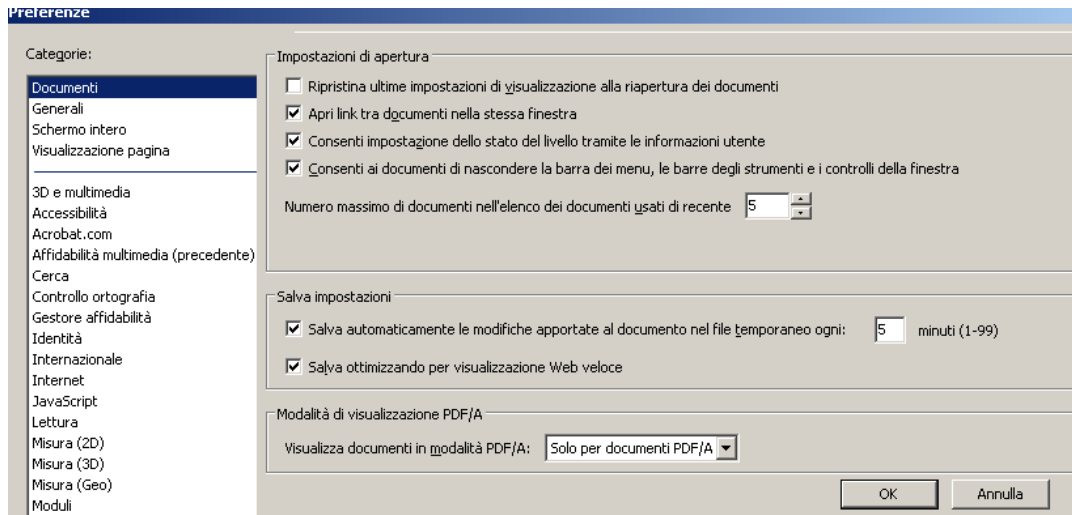 Preferenze
Categorie:
Documenti
Generali
Schermo intero
Visualizzazione pagina
3D e multimedia
Accessibilità
Acrobat.com
Affidabilità multimedia (precedente)
Cerca
Controllo ortografia
Gestore affidabilità
Identità
Internazionale
Internet
JavaScript
Lettura
Misura (2D)
Misura (3D)
Misura (Geo)
Moduli
Impostazioni di apertura
Ripristina ultime impostazioni di visualizzazione alla riapertura dei documenti
Apri link tra documenti nella stessa finestra
Consenti impostazione dello stato del livello tramite le informazioni utente
Consenti ai documenti di nascondere la barra dei menu, le barre degli strumenti e i controlli della finestra
Numero massimo di documenti nell'elenco dei documenti usati di recente 5
Salva impostazioni
Salva automaticamente le modifiche apportate al documento nel file temporaneo ogni: 5 minuti (1-99)
Salva ottimizzando per visualizzazione Web veloce
Modalità di visualizzazione PDF/A
Visualizza documenti in modalità PDF/A: Solo per documenti PDF/A
OK Annulla